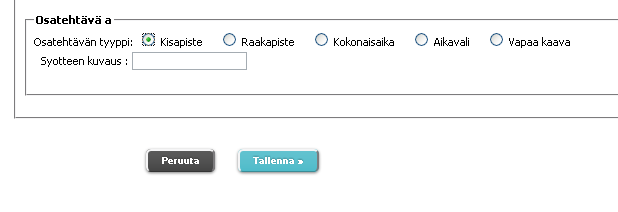 Osatehtävä a
Osatehtävän tyyppi: Kisapiste Raakapiste Kokonaisaika Aikavali Vapaa kaava
Syotteen kuvaus :
Peruuta Tallenna »